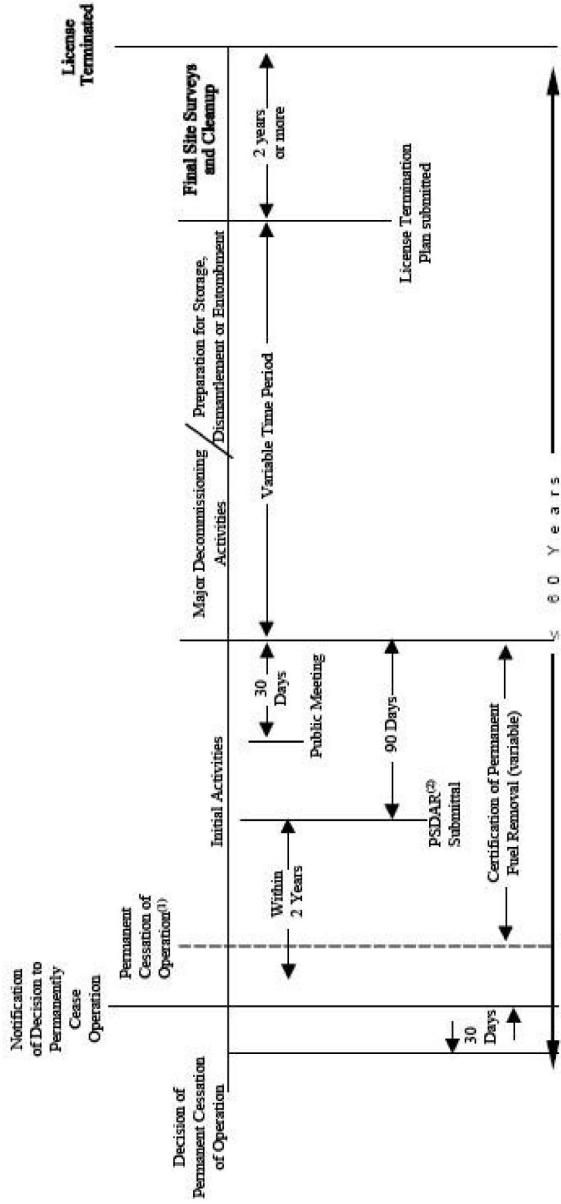 Notification
of Decision to
Permanently
Cease
Operation
License
Terminated
Decision of
Permanent Cessation
of Operation
Permanent
Cessation of
Operation(1)
Initial Activities
Major Decommissioning
Activities
Preparation for Storage,
Dismantlement or Entombment
Final Site Surveys
and Cleanup
Within
2 Years
30
Days
Public Meeting
Variable Time Period
2 years
or more
90 Days
PSDAR(2)
Submittal
License Termination
Plan submitted
30
Days
Certification of Permanent
Fuel Removal (variable)
≤ 60 Years